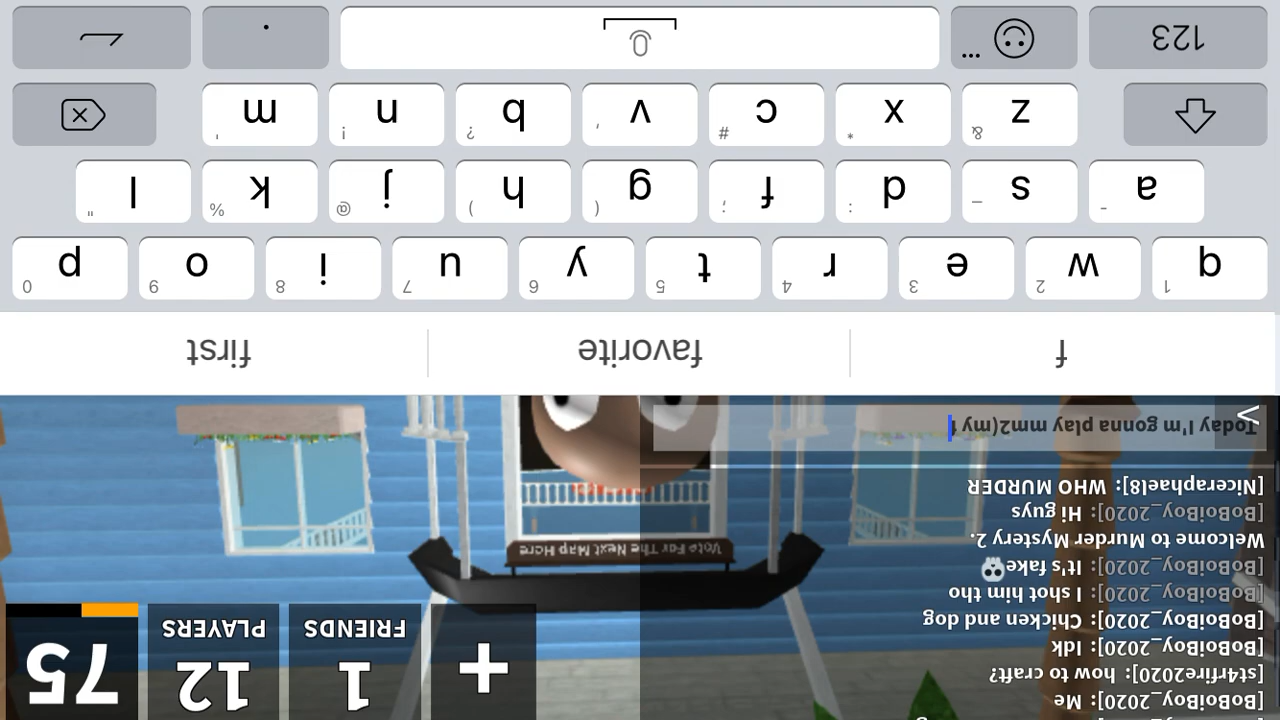 [BoBoiBoy_2020]: Me
[st4rfire2020]: how to craft?
[BoBoiBoy_2020]: Idk
[BoBoiBoy_2020]: Chicken and dog
[BoBoiBoy_2020]: I shot him tho
[BoBoiBoy_2020]: It's fake💀
Welcome to Murder Mystery 2.
[BoBoiBoy_2020]: Hi guys
[Niceraphael8]: WHO MURDER
Today I'm gonna play mm2(my f
>
+
1
FRIENDS
12
PLAYERS
75
Vote For The Next Map Here
f favorite first
1 2 3 4 5 6 7 8 9 0
q w e r t y u i o p
- _ : ; ( ) @ % "
a s d f g h j k l
& * # ' ? ! ,
z x c v b n m
123 .